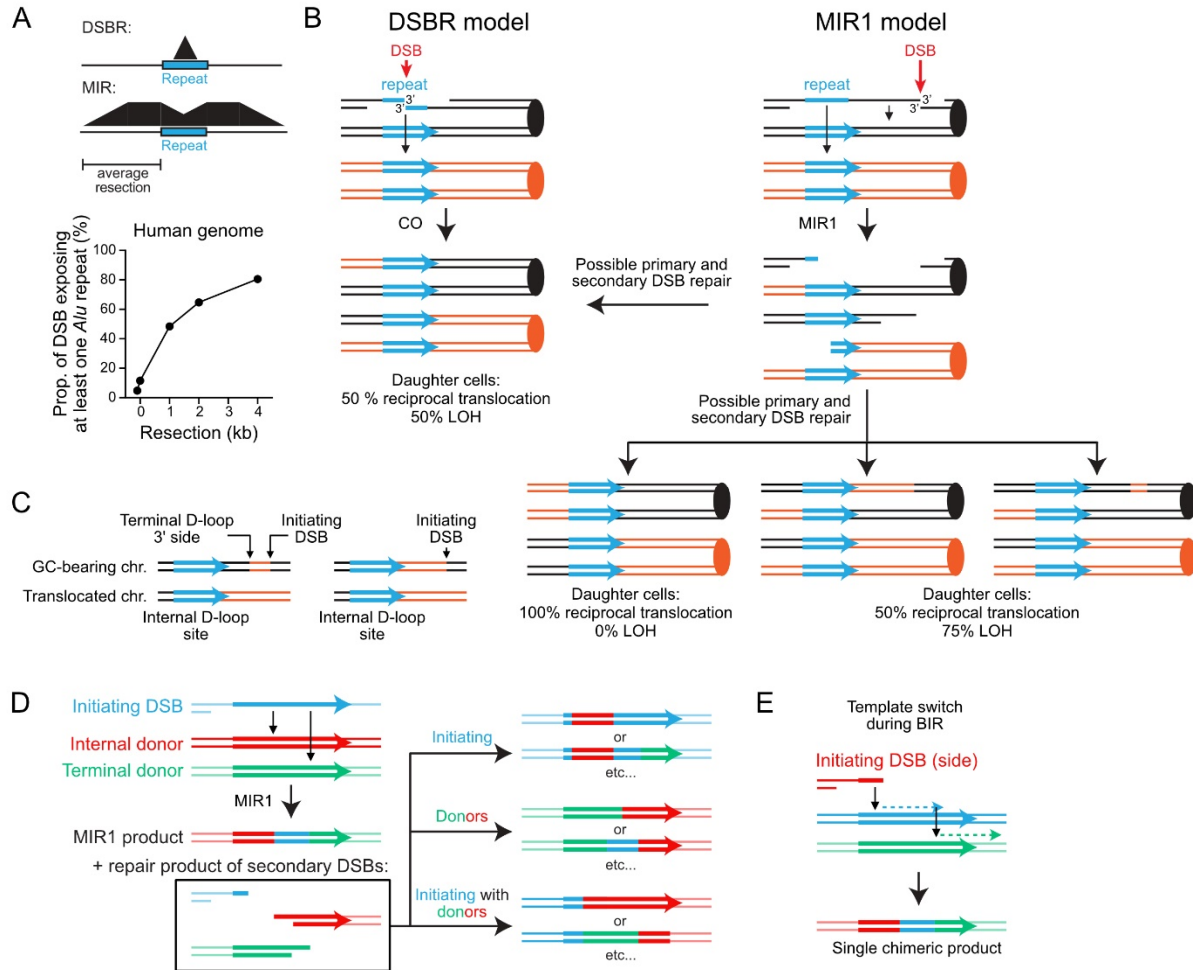 A
DSBR:
Repeat
MIR:
Repeat
average
resection
Human genome
Prop. of DSB exposing
at least one Alu repeat (%)
100
80
60
40
20
0
0 1 2 3 4
Resection (kb)
B
DSBR model
DSB
repeat
3'
3'
CO
Daughter cells:
50 % reciprocal translocation
50% LOH
Possible primary and
secondary DSB repair
MIR1 model
DSB
3'
3'
MIR1
Possible primary and
secondary DSB repair
Daughter cells:
100% reciprocal translocation
0% LOH
Daughter cells:
50% reciprocal translocation
75% LOH
C
Terminal D-loop
3' side
Initiating
DSB
Initiating
DSB
GC-bearing chr.
Translocated chr.
Internal D-loop
site
Internal D-loop
site
D
Initiating DSB
Internal donor
Terminal donor
MIR1
MIR1 product
+ repair product of secondary DSBs:
Initiating
or
etc...
Donors
or
etc...
Initiating with
donors
or
etc...
E
Template switch
during BIR
Initiating DSB (side)
Single chimeric product